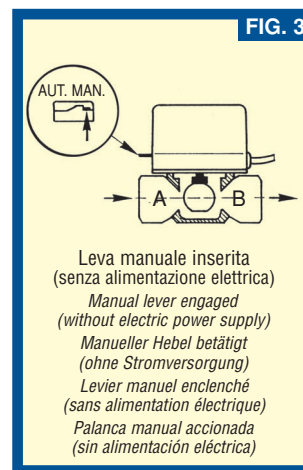 FIG. 3
AUT. MAN.
A B
Leva manuale inserita
(senza alimentazione elettrica)
Manual lever engaged
(without electric power supply)
Manueller Hebel betätigt
(ohne Stromversorgung)
Levier manuel enclenché
(sans alimentation électrique)
Palanca manual accionada
(sin alimentación eléctrica)